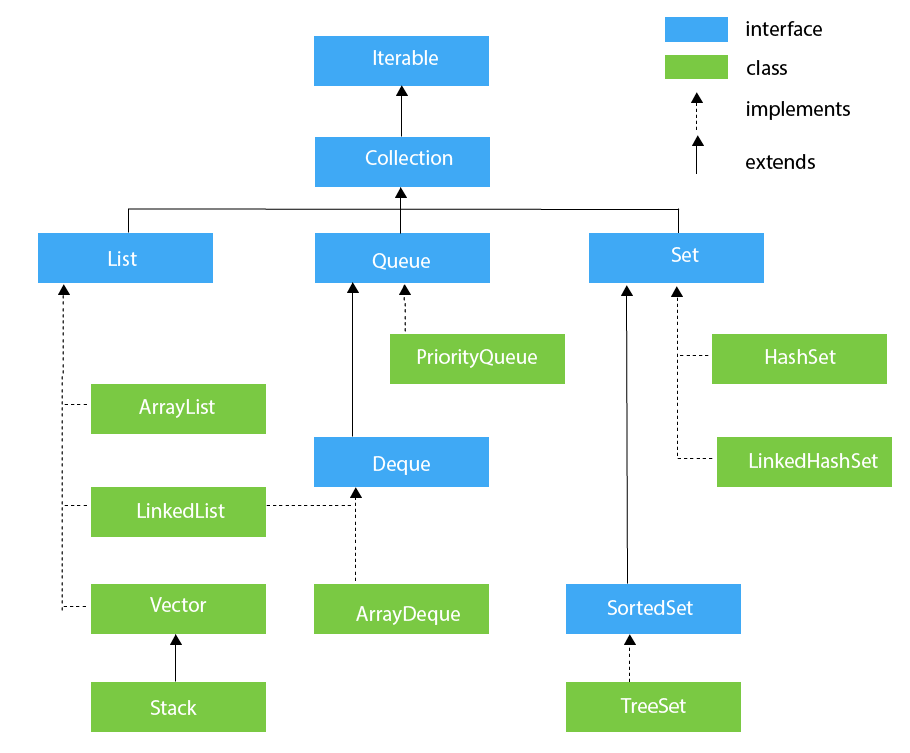 interface
class
implements
extends
Iterable
Collection
List
Queue
Set
PriorityQueue
HashSet
ArrayList
Deque
LinkedHashSet
LinkedList
Vector
ArrayDeque
SortedSet
Stack
TreeSet